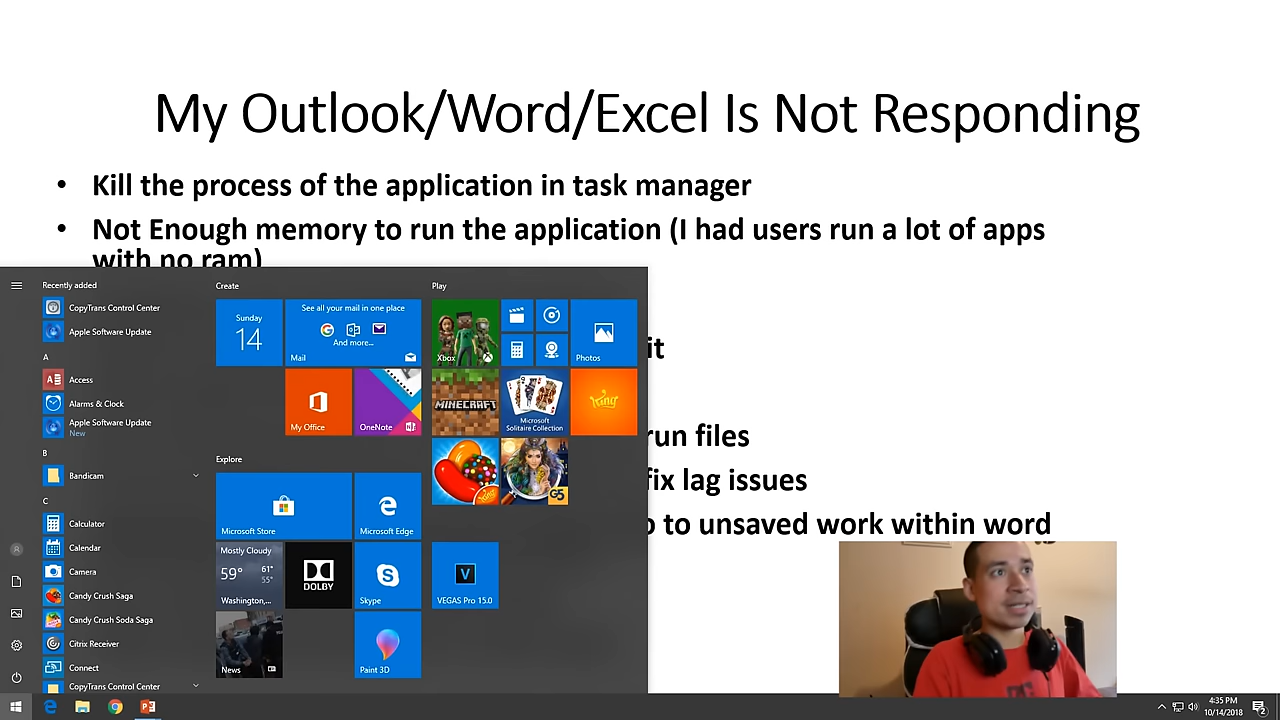 My Outlook/Word/Excel Is Not Responding
• Kill the process of the application in task manager
• Not Enough memory to run the application (I had users run a lot of apps
with no ram)
it
run files
fix lag issues
to unsaved work within word
Recently added
CopyTrans Control Center
Apple Software Update
A
Access
Alarms & Clock
Apple Software Update
New
B
Bandicam
C
Calculator
Calendar
Camera
Candy Crush Saga
Candy Crush Soda Saga
Citrix Receiver
Connect
CopyTrans Control Center
Create
Sunday
14
See all your mail in one place
And more...
Mail
My Office
OneNote
Explore
Microsoft Store
Microsoft Edge
Mostly Cloudy
59° 61°
55°
Washington,...
DOLBY
Skype
News
Paint 3D
Play
Xbox
Photos
MINECRAFT
Microsoft
Solitaire Collection
King
King
G5
V
VEGAS Pro 15.0
4:35 PM
10/14/2018
2